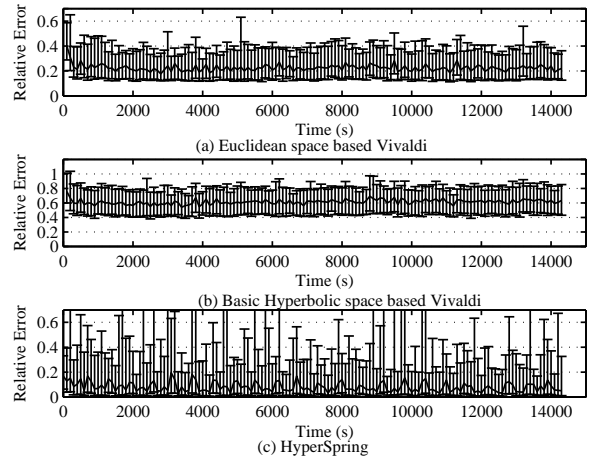 0.6
0.4
0.2
0
Relative Error
0 2000 4000 6000 8000 10000 12000 14000
Time (s)
(a) Euclidean space based Vivaldi
1
0.8
0.6
0.4
0.2
0
Relative Error
0 2000 4000 6000 8000 10000 12000 14000
Time (s)
(b) Basic Hyperbolic space based Vivaldi
0.6
0.4
0.2
0
Relative Error
0 2000 4000 6000 8000 10000 12000 14000
Time (s)
(c) HyperSpring